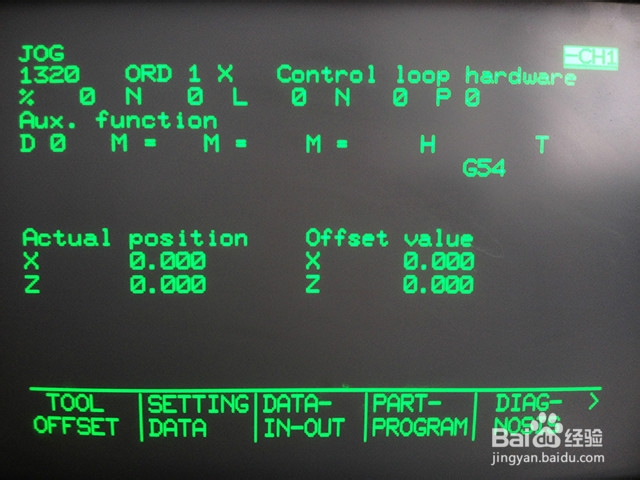 JOG
-CH1
1320 ORD 1 X Control loop hardware
% 0 N 0 L 0 N 0 P 0
Aux. function
D 0 M = M = M = H T
G54
Actual position Offset value
X 0.000 X 0.000
Z 0.000 Z 0.000
TOOL OFFSET
SETTING DATA
DATA-IN-OUT
PART-PROGRAM
DIAG-NOSIS >
Baidu 经验
jingyan.baidu.com